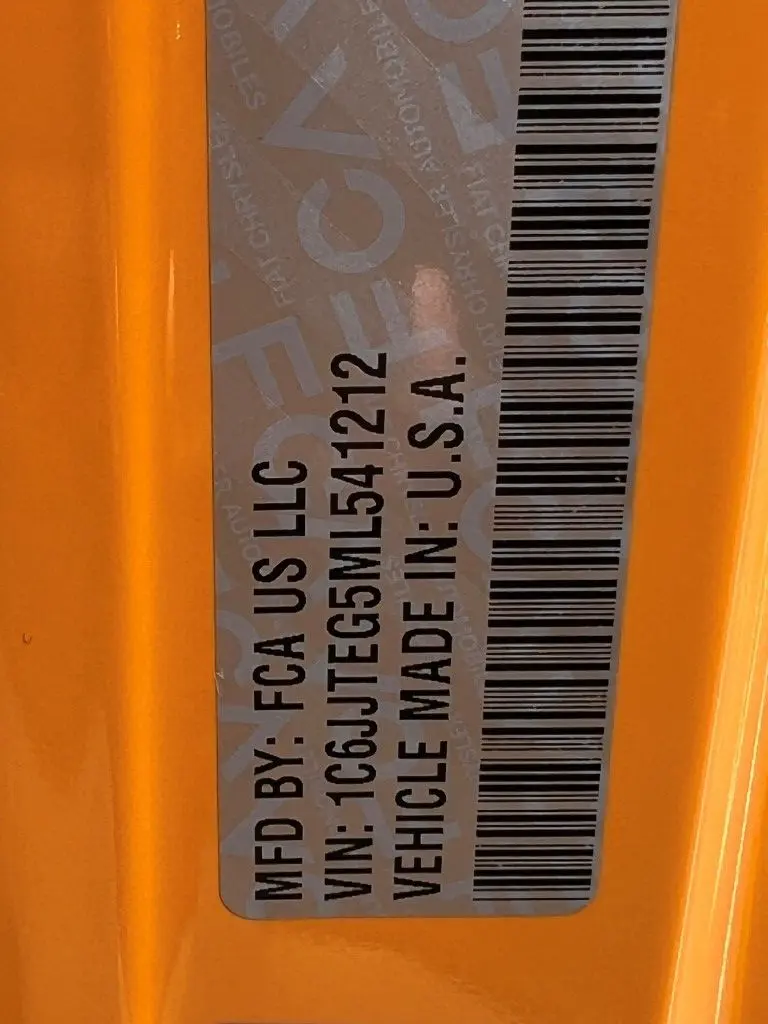 MFD BY: FCA US LLC
VIN: 1C6JJTEG5ML541212
VEHICLE MADE IN: U.S.A.